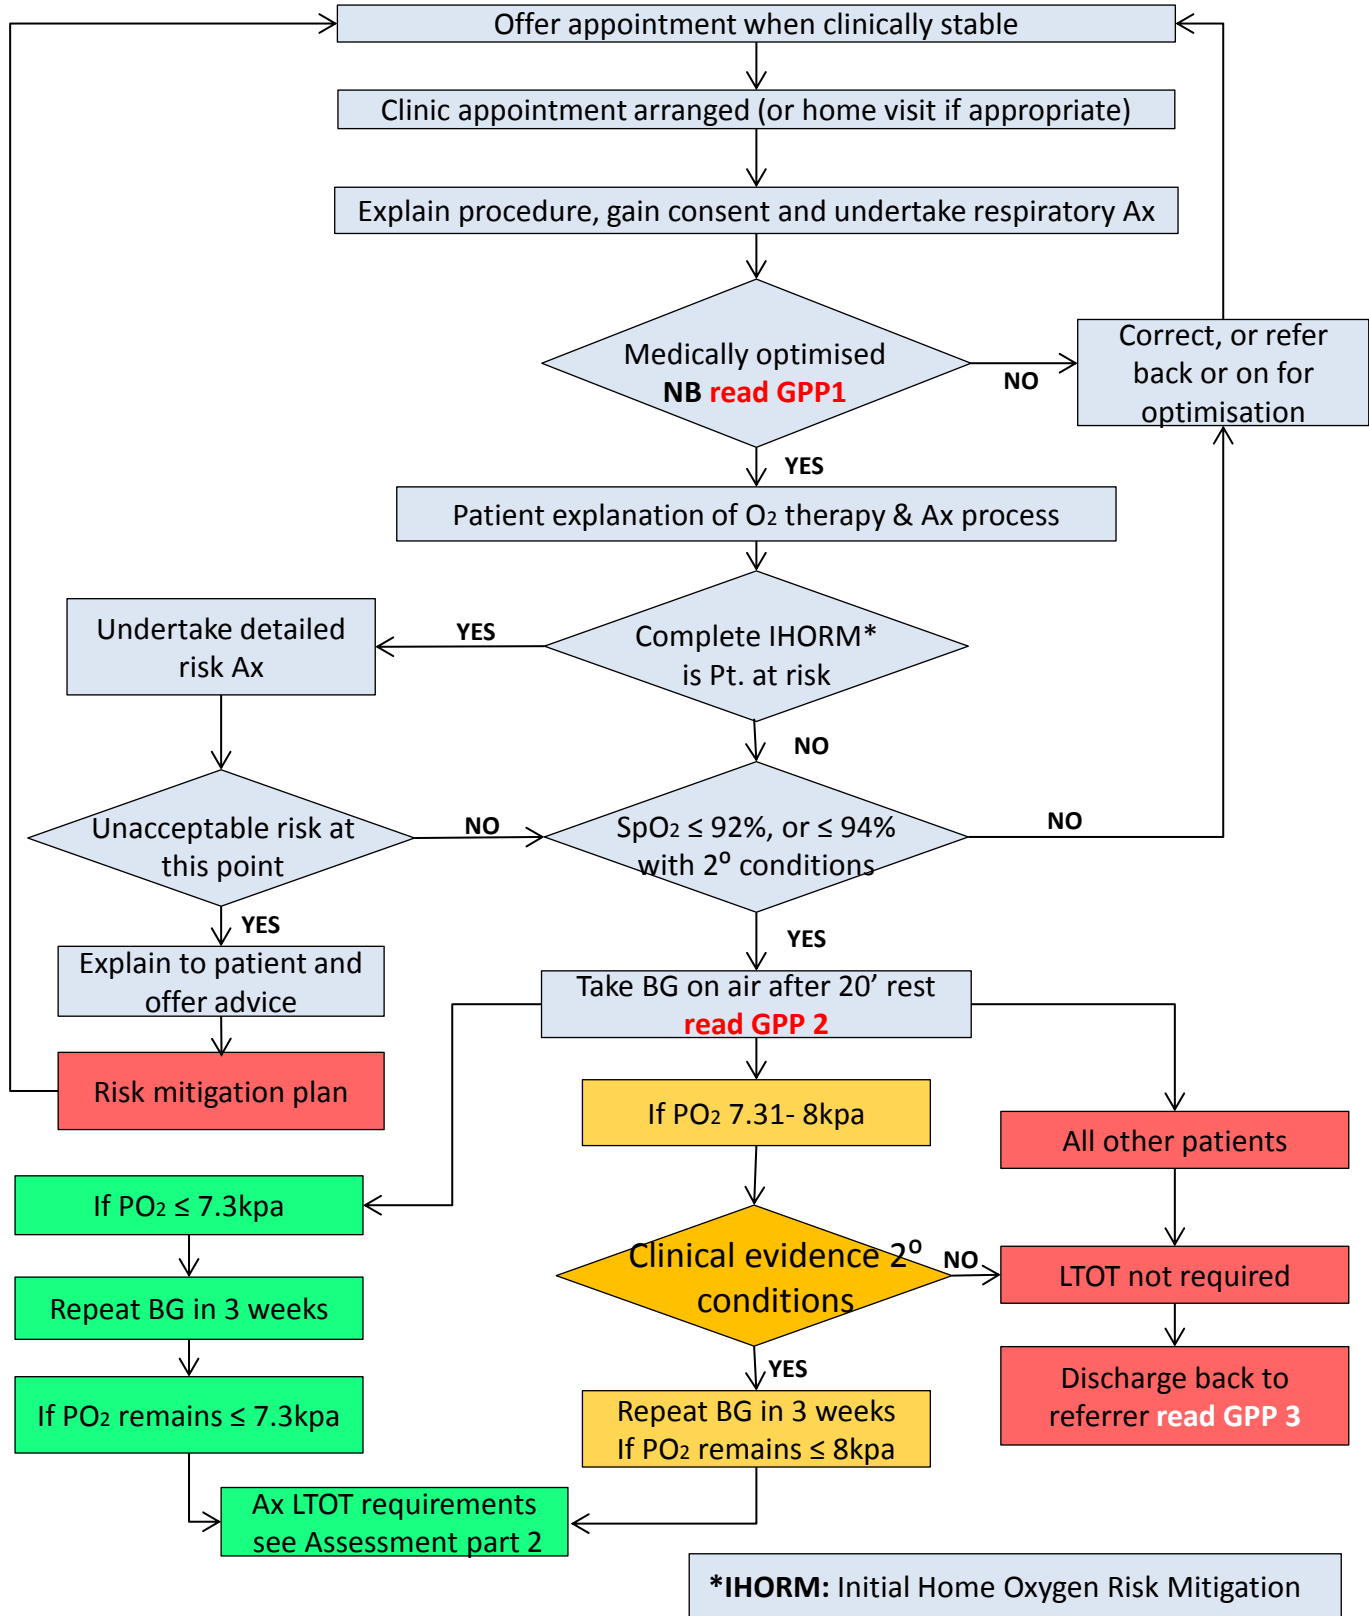 Offer appointment when clinically stable
Clinic appointment arranged (or home visit if appropriate)
Explain procedure, gain consent and undertake respiratory Ax
Medically optimised
NB read GPP1
NO
Correct, or refer
back or on for
optimisation
YES
Patient explanation of O₂ therapy & Ax process
Complete IHORM*
is Pt. at risk
YES
Undertake detailed
risk Ax
NO
Unacceptable risk at
this point
NO
SpO₂ ≤ 92%, or ≤ 94%
with 2⁰ conditions
NO
YES
Explain to patient and
offer advice
Risk mitigation plan
YES
Take BG on air after 20' rest
read GPP 2
If PO₂ 7.31- 8kpa
All other patients
If PO₂ ≤ 7.3kpa
Clinical evidence 2⁰
conditions
NO
LTOT not required
Repeat BG in 3 weeks
YES
Discharge back to
referrer read GPP 3
If PO₂ remains ≤ 7.3kpa
Repeat BG in 3 weeks
If PO₂ remains ≤ 8kpa
Ax LTOT requirements
see Assessment part 2
*IHORM: Initial Home Oxygen Risk Mitigation